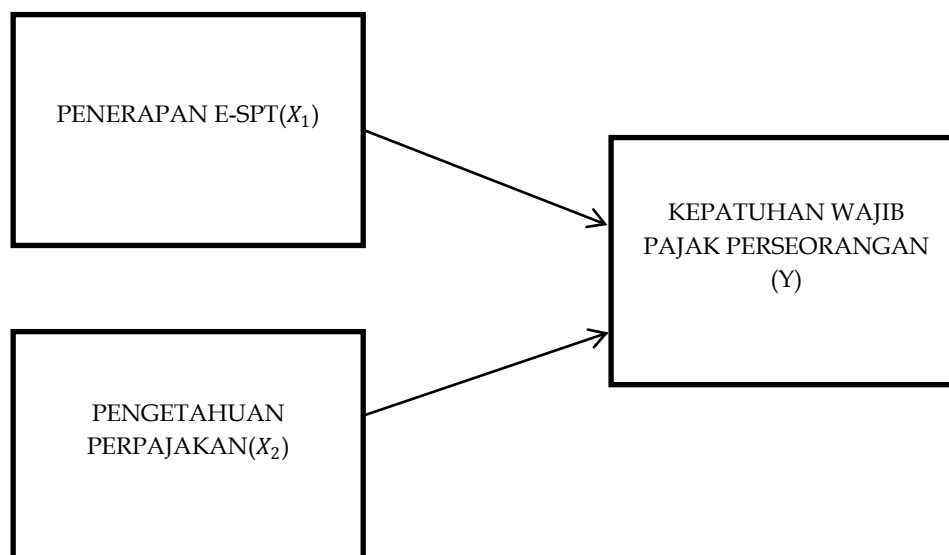 PENERAPAN E-SPT(X₁)
KEPATUHAN WAJIB
PAJAK PERSEORANGAN
(Y)
PENGETAHUAN
PERPAJAKAN(X₂)